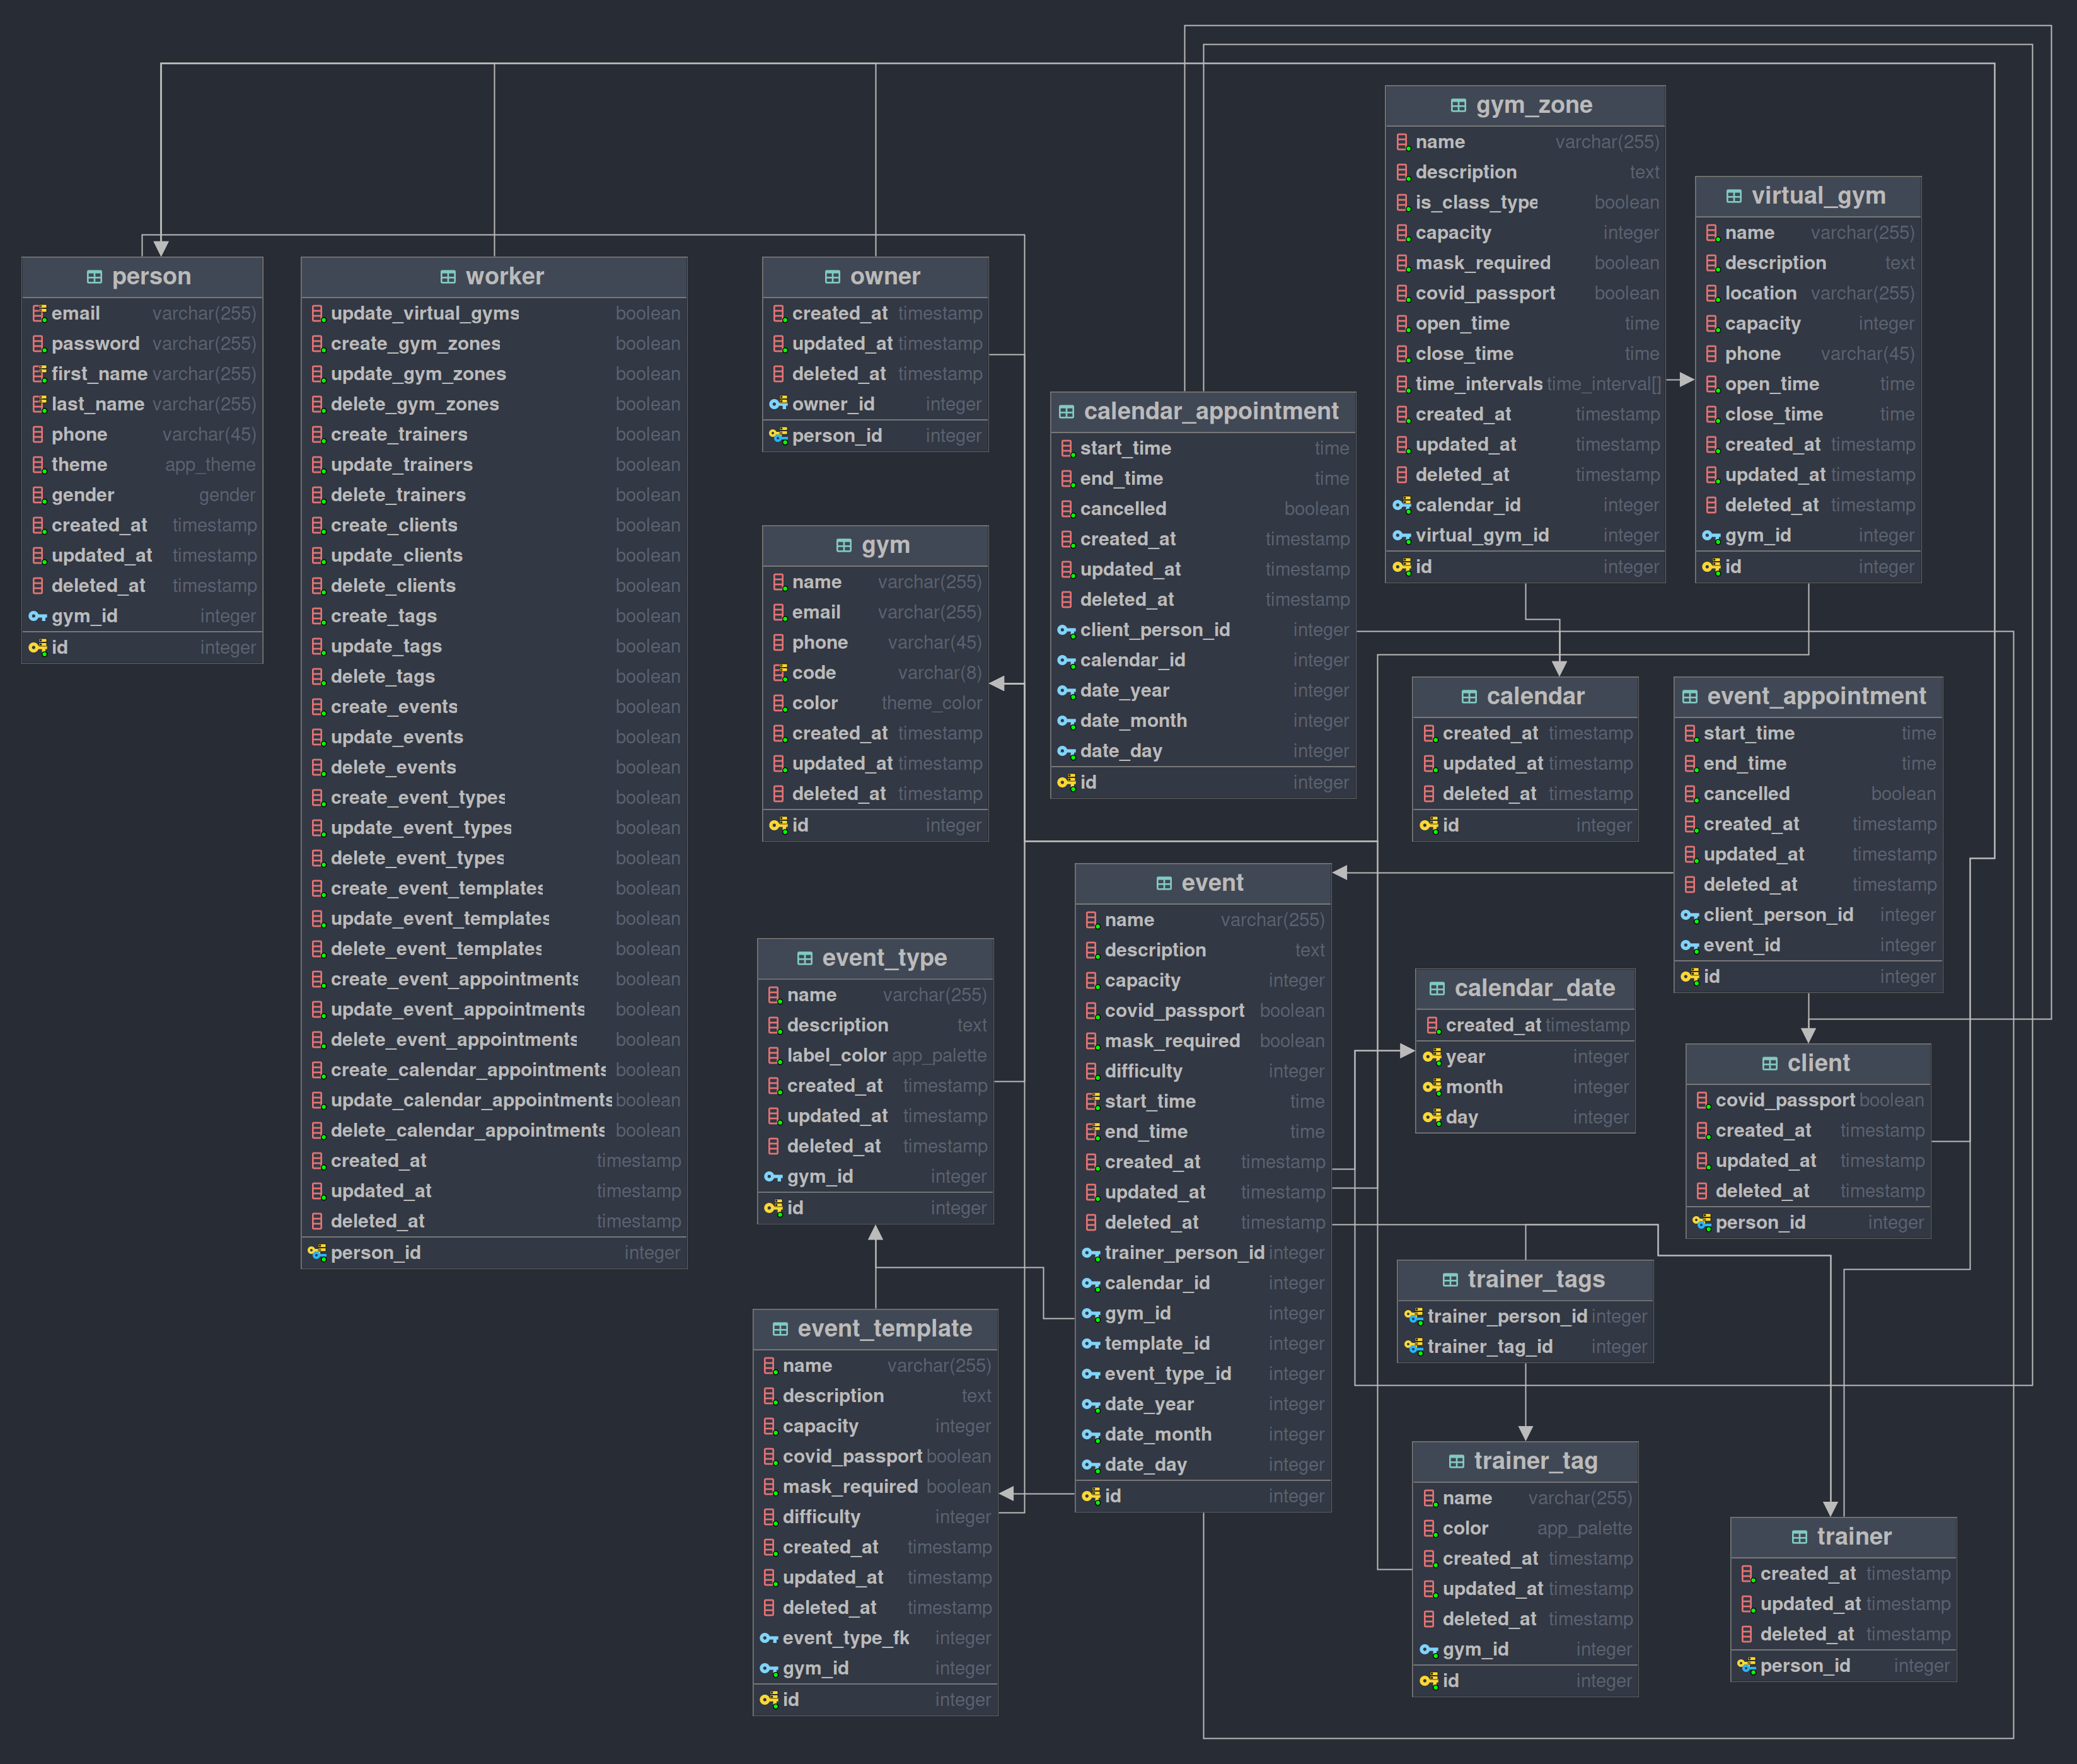 person
email varchar(255)
password varchar(255)
first_name varchar(255)
last_name varchar(255)
phone varchar(45)
theme app_theme
gender gender
created_at timestamp
updated_at timestamp
deleted_at timestamp
gym_id integer
id integer
worker
update_virtual_gyms boolean
create_gym_zones boolean
update_gym_zones boolean
delete_gym_zones boolean
create_trainers boolean
update_trainers boolean
delete_trainers boolean
create_clients boolean
update_clients boolean
delete_clients boolean
create_tags boolean
update_tags boolean
delete_tags boolean
create_events boolean
update_events boolean
delete_events boolean
create_event_types boolean
update_event_types boolean
delete_event_types boolean
create_event_templates boolean
update_event_templates boolean
delete_event_templates boolean
create_event_appointments boolean
update_event_appointments boolean
delete_event_appointments boolean
create_calendar_appointments boolean
update_calendar_appointments boolean
delete_calendar_appointments boolean
created_at timestamp
updated_at timestamp
deleted_at timestamp
person_id integer
owner
created_at timestamp
updated_at timestamp
deleted_at timestamp
owner_id integer
person_id integer
gym
name varchar(255)
email varchar(255)
phone varchar(45)
code varchar(8)
color theme_color
created_at timestamp
updated_at timestamp
deleted_at timestamp
id integer
event_type
name varchar(255)
description text
label_color app_palette
created_at timestamp
updated_at timestamp
deleted_at timestamp
gym_id integer
id integer
event_template
name varchar(255)
description text
capacity integer
covid_passport boolean
mask_required boolean
difficulty integer
created_at timestamp
updated_at timestamp
deleted_at timestamp
event_type_fk integer
gym_id integer
id integer
calendar_appointment
start_time time
end_time time
cancelled boolean
created_at timestamp
updated_at timestamp
deleted_at timestamp
client_person_id integer
calendar_id integer
date_year integer
date_month integer
date_day integer
id integer
event
name varchar(255)
description text
capacity integer
covid_passport boolean
mask_required boolean
difficulty integer
start_time time
end_time time
created_at timestamp
updated_at timestamp
deleted_at timestamp
trainer_person_id integer
calendar_id integer
gym_id integer
template_id integer
event_type_id integer
date_year integer
date_month integer
date_day integer
id integer
gym_zone
name varchar(255)
description text
is_class_type boolean
capacity integer
mask_required boolean
covid_passport boolean
open_time time
close_time time
time_intervals time_interval[]
created_at timestamp
updated_at timestamp
deleted_at timestamp
calendar_id integer
virtual_gym_id integer
id integer
virtual_gym
name varchar(255)
description text
location varchar(255)
capacity integer
phone varchar(45)
open_time time
close_time time
created_at timestamp
updated_at timestamp
deleted_at timestamp
gym_id integer
id integer
calendar
created_at timestamp
updated_at timestamp
deleted_at timestamp
id integer
event_appointment
start_time time
end_time time
cancelled boolean
created_at timestamp
updated_at timestamp
deleted_at timestamp
client_person_id integer
event_id integer
id integer
calendar_date
created_at timestamp
year integer
month integer
day integer
client
covid_passport boolean
created_at timestamp
updated_at timestamp
deleted_at timestamp
person_id integer
trainer_tags
trainer_person_id integer
trainer_tag_id integer
trainer_tag
name varchar(255)
color app_palette
created_at timestamp
updated_at timestamp
deleted_at timestamp
gym_id integer
id integer
trainer
created_at timestamp
updated_at timestamp
deleted_at timestamp
person_id integer